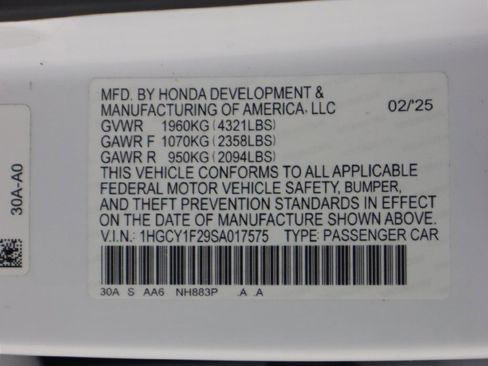 MFD. BY HONDA DEVELOPMENT &
MANUFACTURING OF AMERICA, LLC 02/'25
GVWR 1960KG(4321LBS)
GAWR F 1070KG(2358LBS)
GAWR R 950KG(2094LBS)
THIS VEHICLE CONFORMS TO ALL APPLICABLE
FEDERAL MOTOR VEHICLE SAFETY, BUMPER,
AND THEFT PREVENTION STANDARDS IN EFFECT
ON THE DATE OF MANUFACTURE SHOWN ABOVE.
V.I.N.: 1HGCY1F29SA017575 TYPE: PASSENGER CAR
30A S AA6 NH883P .A .A
30A-A0